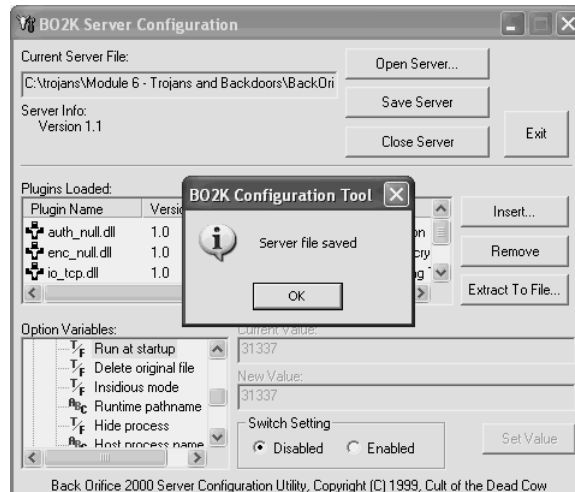 BO2K Server Configuration
Current Server File:
C:\trojans\Module 6 - Trojans and Backdoors\BackOri
Server Info:
Version 1.1
Open Server...
Save Server
Close Server
Exit
Plugins Loaded:
Plugin Name
auth_null.dll 1.0
enc_null.dll 1.0
io_tcp.dll 1.0
Insert...
Remove
Extract To File...
BO2K Configuration Tool
Server file saved
OK
Option Variables:
Run at startup
Delete original file
Insidious mode
Runtime pathname
Hide process
Host process name
Current Value:
31337
New Value:
31337
Switch Setting
Disabled Enabled
Set Value
Back Orifice 2000 Server Configuration Utility, Copyright (C) 1999, Cult of the Dead Cow